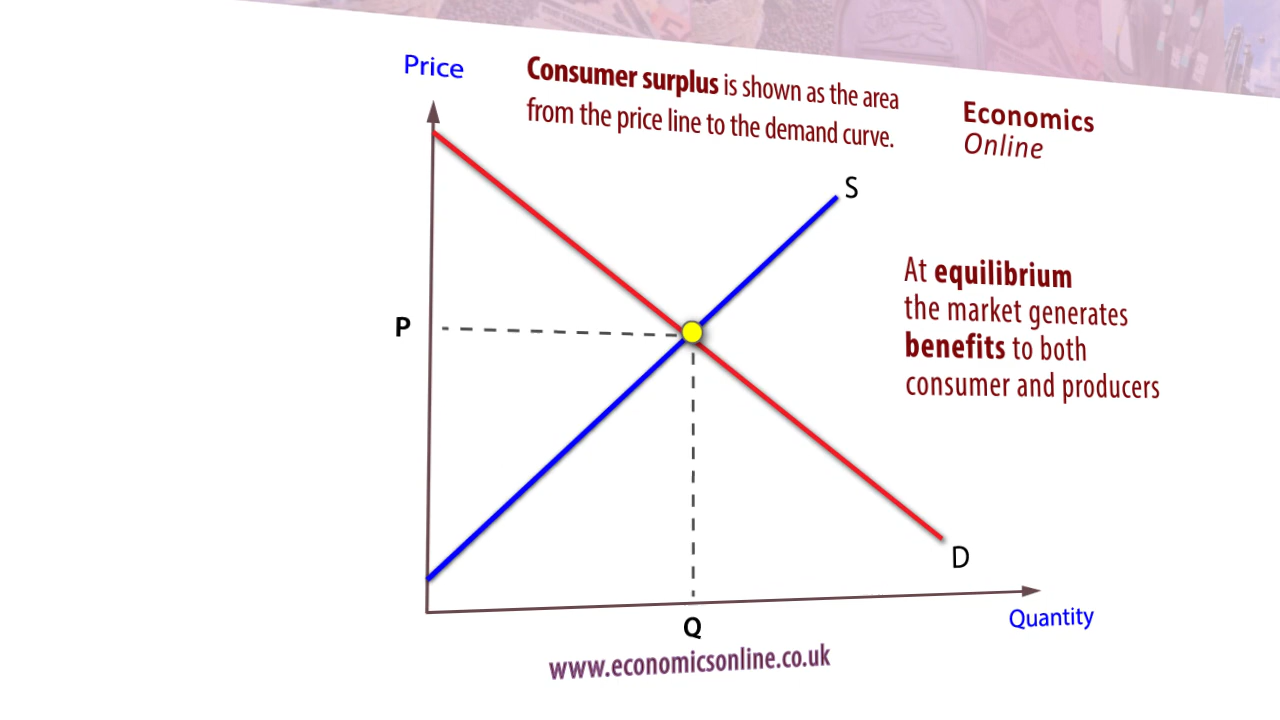 Price
Consumer surplus is shown as the area
from the price line to the demand curve.
Economics
Online
S
At equilibrium
the market generates
benefits to both
consumer and producers
P
D
Quantity
Q
www.economicsonline.co.uk